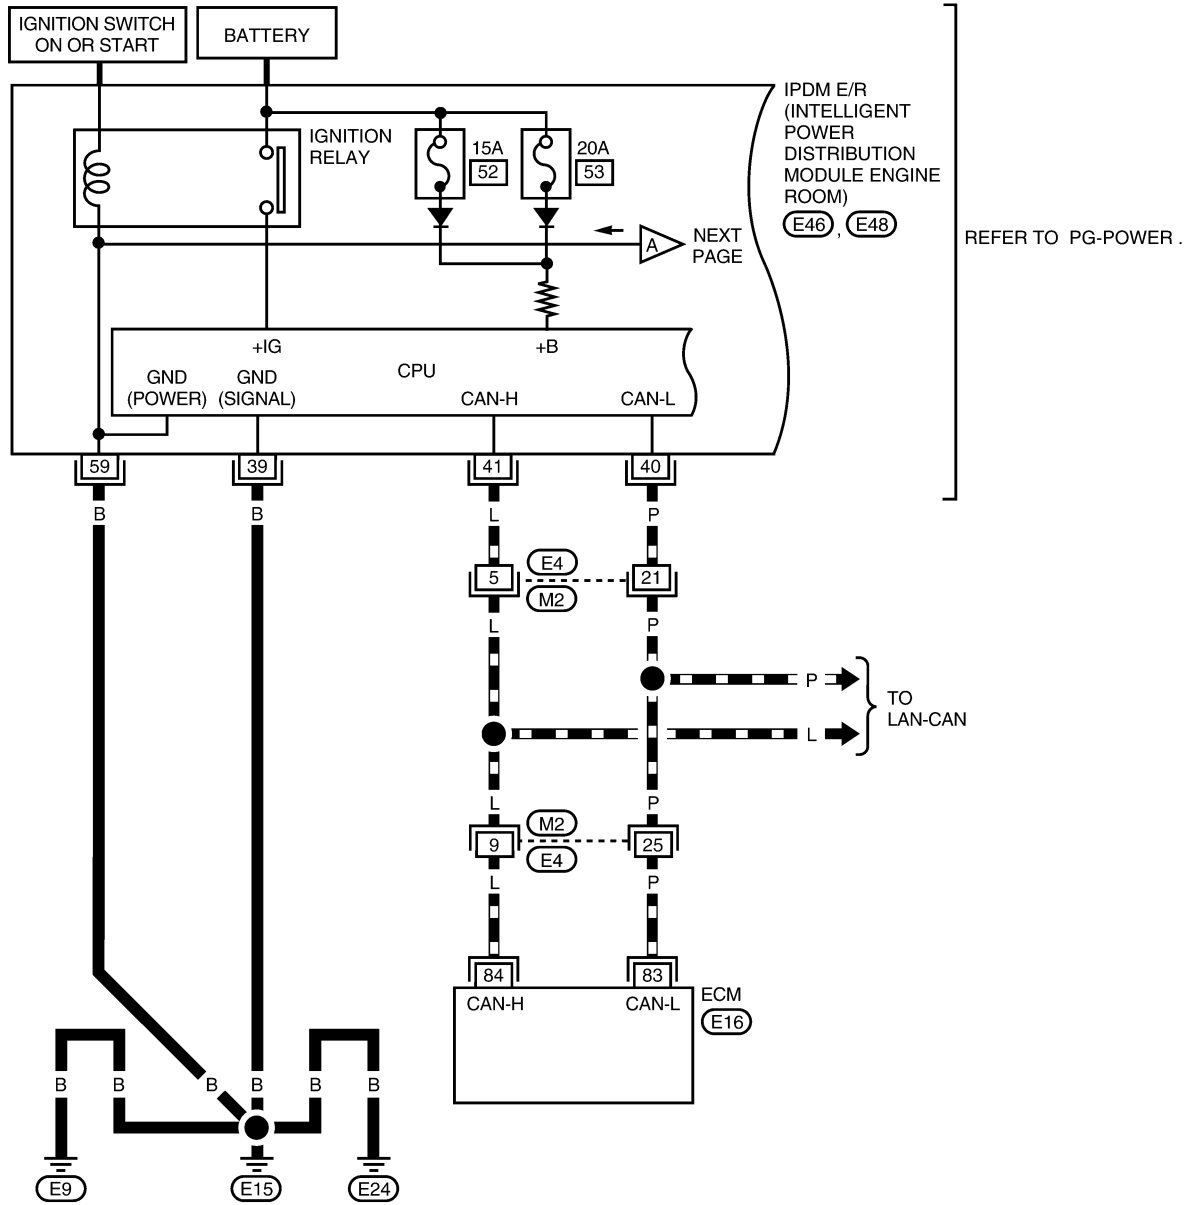 IGNITION SWITCH
ON OR START
BATTERY
IPDM E/R
(INTELLIGENT
POWER
DISTRIBUTION
MODULE ENGINE
ROOM)
E46 , E48
REFER TO PG-POWER .
IGNITION
RELAY
15A
52
20A
53
A
NEXT
PAGE
+IG
+B
CPU
GND
(POWER)
GND
(SIGNAL)
CAN-H
CAN-L
59
39
41
40
B
B
L
P
E4
5
21
M2
L
P
P
L
TO
LAN-CAN
L
P
M2
9
25
E4
L
P
84
83
CAN-H
CAN-L
ECM
E16
B
B
B
B
B
B
E9
E15
E24